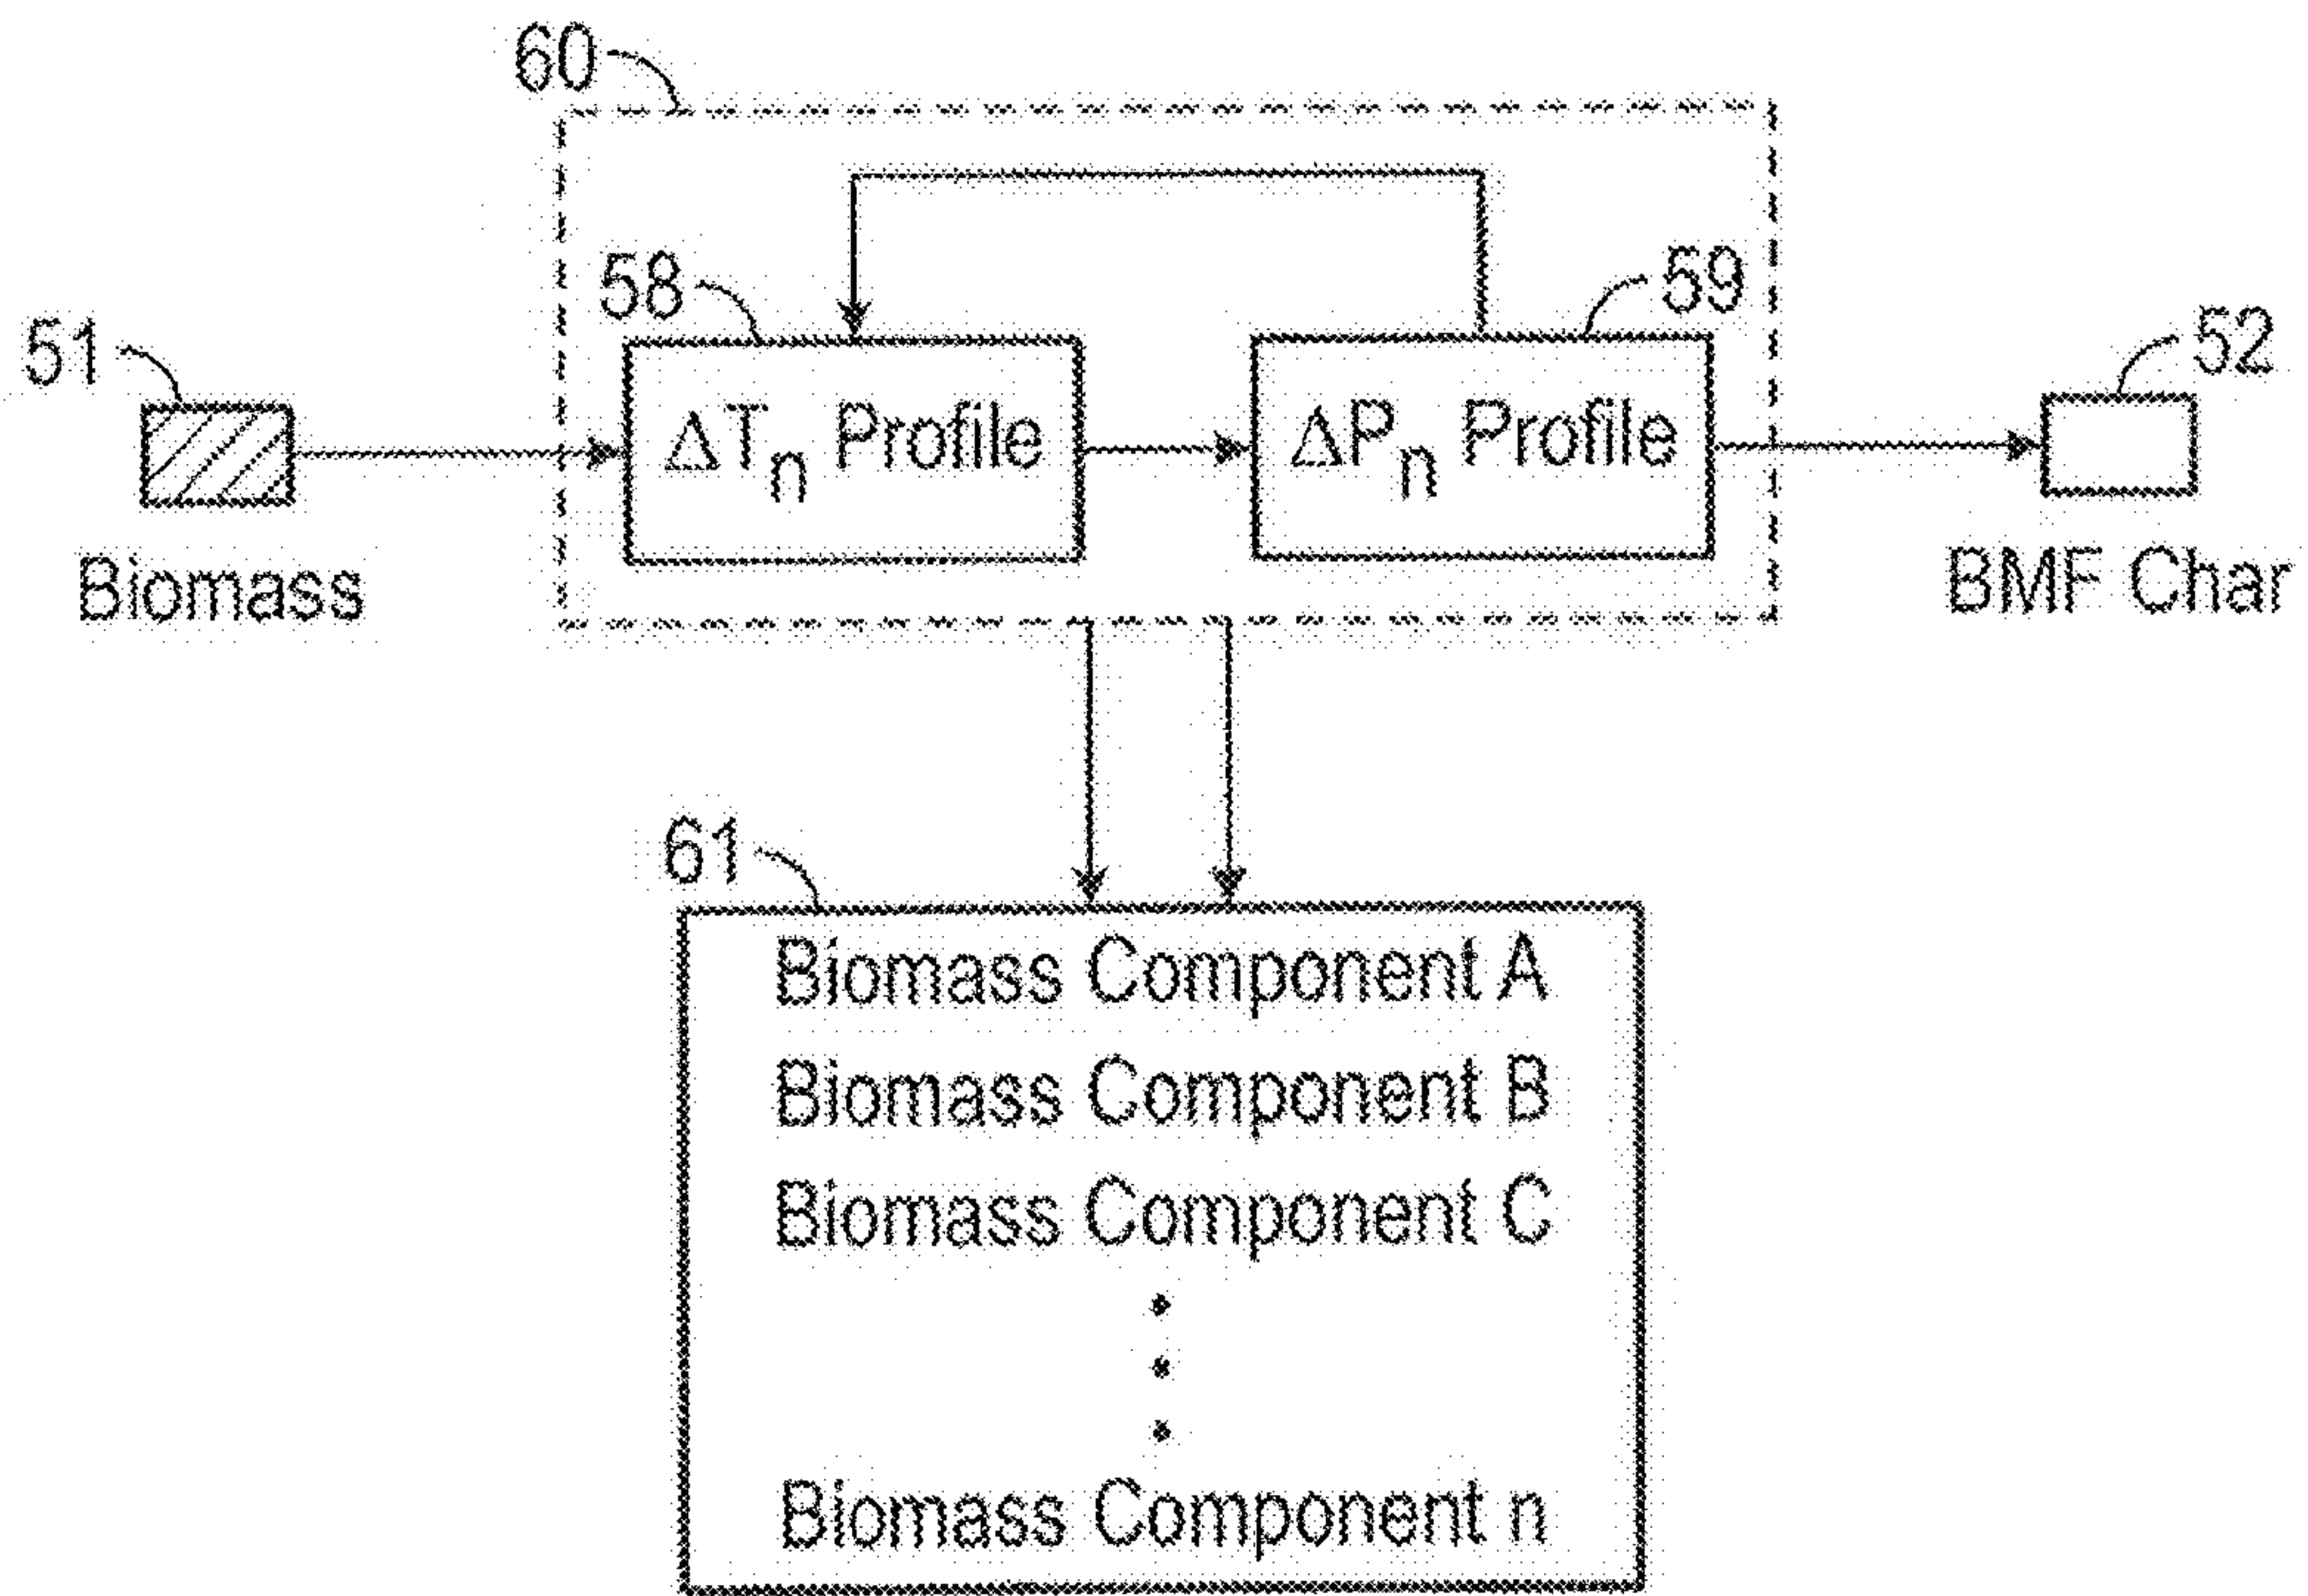 60
58
59
51
52
ΔTn Profile
ΔPn Profile
Biomass
BMF Char
61
Biomass Component A
Biomass Component B
Biomass Component C
Biomass Component n